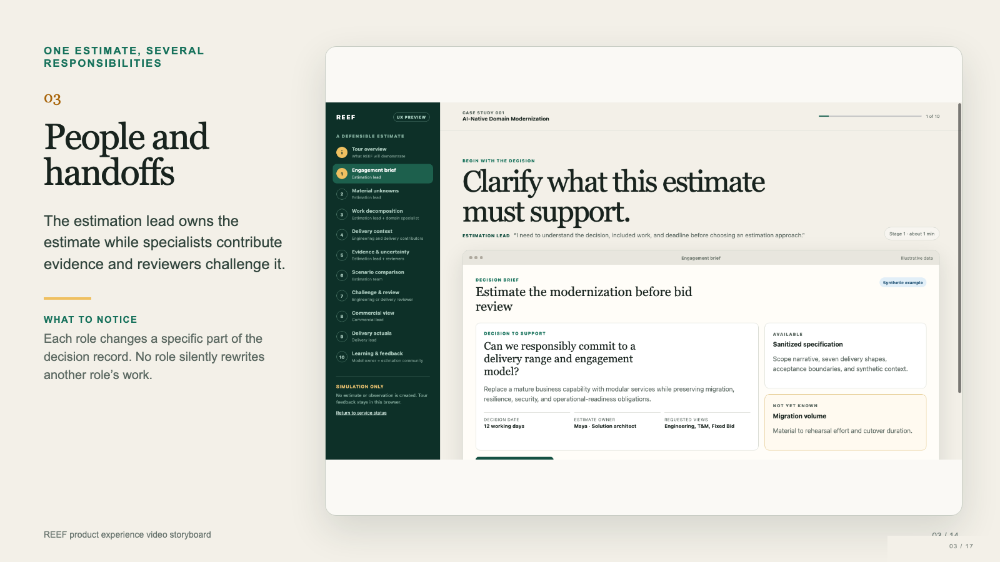 ONE ESTIMATE, SEVERAL
RESPONSIBILITIES
03
People and
handoffs
The estimation lead owns the
estimate while specialists contribute
evidence and reviewers challenge it.
WHAT TO NOTICE
Each role changes a specific part of the
decision record. No role silently rewrites
another role's work.
REEF product experience video storyboard
REEF
UX PREVIEW
A DEFENSIBLE ESTIMATE
i
Tour overview
What REEF will demonstrate
1
Engagement brief
Estimation lead
2
Material unknowns
Estimation lead
3
Work decomposition
Estimation lead + domain specialist
4
Delivery context
Engineering and delivery contributors
5
Evidence & uncertainty
Estimation lead + reviewers
6
Scenario comparison
Estimation team
7
Challenge & review
Engineering or delivery reviewer
8
Commercial view
Commercial lead
9
Delivery actuals
Delivery lead
10
Learning & feedback
Model owner + estimation community
SIMULATION ONLY
No estimate or observation is created. Tour
feedback stays in this browser.
Return to service status
CASE STUDY 001
AI-Native Domain Modernization
1 of 10
BEGIN WITH THE DECISION
Clarify what this estimate
must support.
ESTIMATION LEAD "I need to understand the decision, included work, and deadline before choosing an estimation approach."
Stage 1 · about 1 min
Engagement brief
Illustrative data
DECISION BRIEF
Estimate the modernization before bid
review
Synthetic example
DECISION TO SUPPORT
Can we responsibly commit to a
delivery range and engagement
model?
Replace a mature business capability with modular services while preserving migration,
resilience, security, and operational-readiness obligations.
DECISION DATE
12 working days
ESTIMATE OWNER
Maya · Solution architect
REQUESTED VIEWS
Engineering, T&M, Fixed Bid
AVAILABLE
Sanitized specification
Scope narrative, seven delivery shapes,
acceptance boundaries, and synthetic context.
NOT YET KNOWN
Migration volume
Material to rehearsal effort and cutover duration.
03 / 14
03 / 17